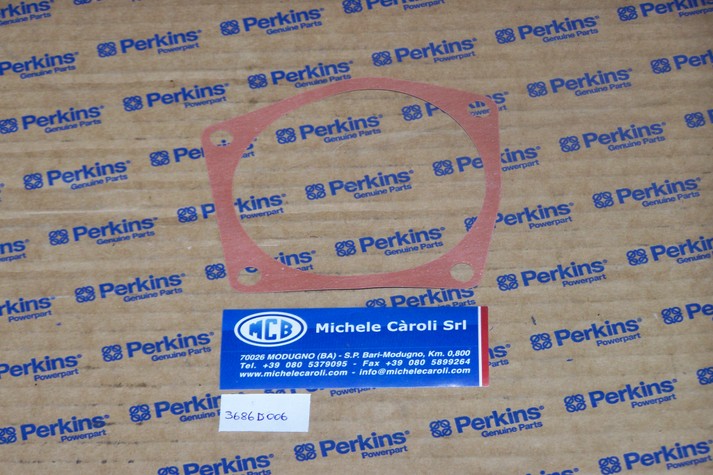 Perkins
Genuine Parts
Perkins
Powerpart
MCB
Michele Càroli Srl
70026 MODUGNO (BA) - S.P. Bari-Modugno, Km. 0,800
Tel. +39 080 5379095 - Fax +39 080 5899264
www.michelecaroli.com - info@michelecaroli.com
3686D006